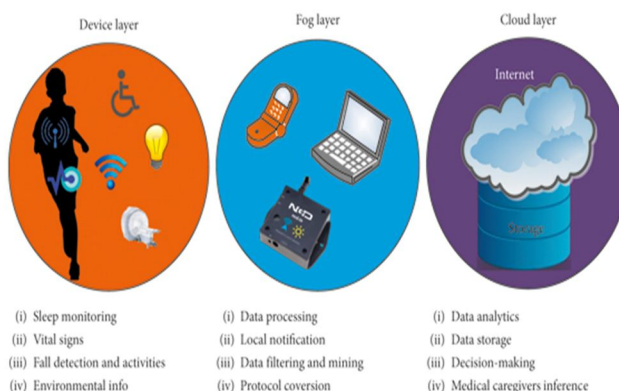 Device layer
Fog layer
Cloud layer
Internet
Storage
(i) Sleep monitoring
(ii) Vital signs
(iii) Fall detection and activities
(iv) Environmental info
(i) Data processing
(ii) Local notification
(iii) Data filtering and mining
(iv) Protocol coversion
(i) Data analytics
(ii) Data storage
(iii) Decision-making
(iv) Medical caregivers inference